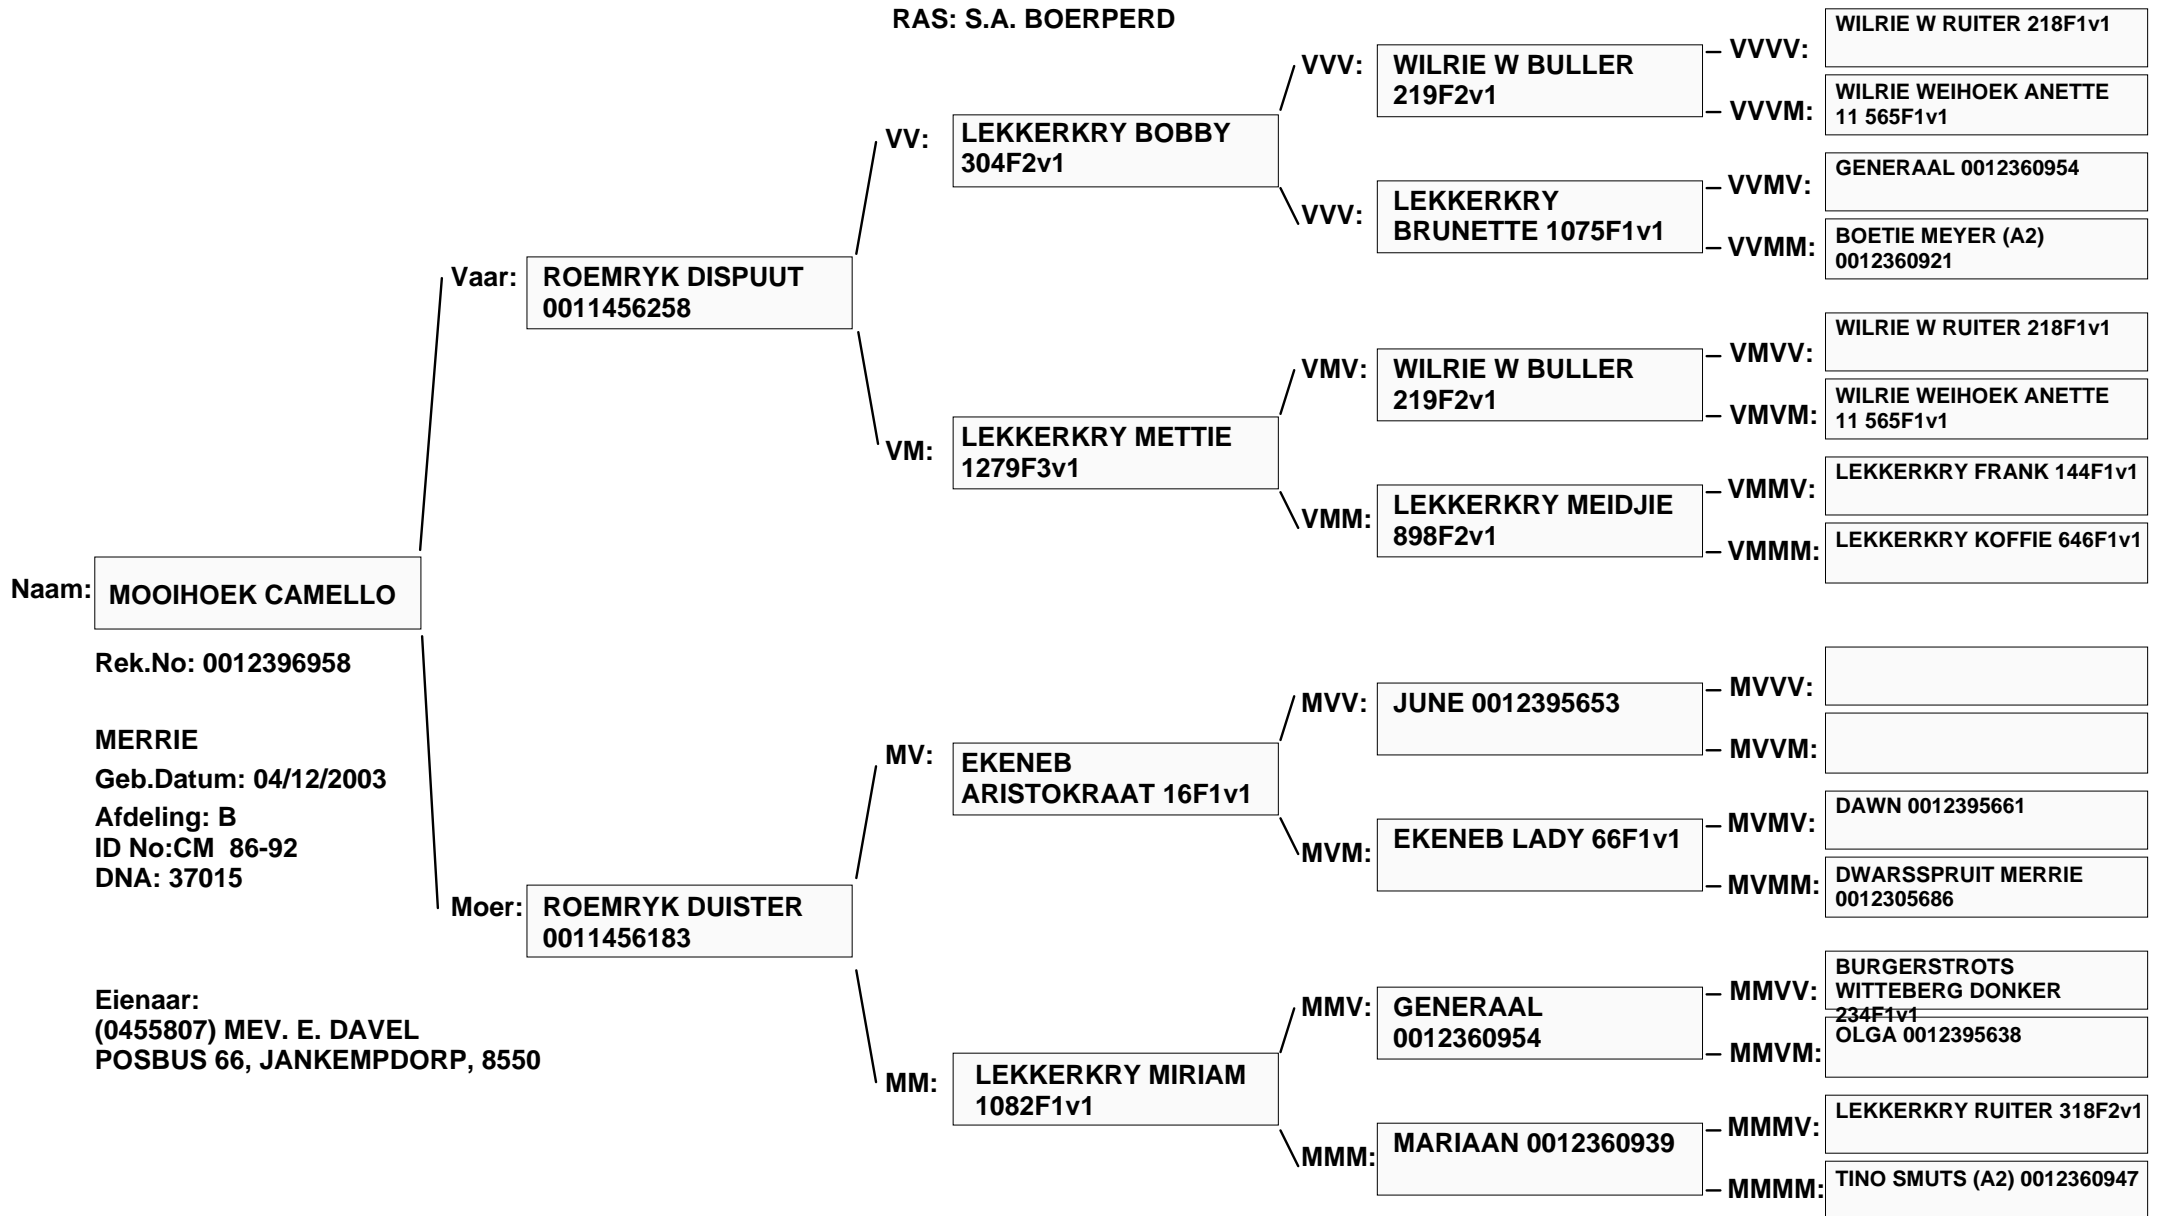 RAS: S.A. BOERPERD
Naam: MOOIHOEK CAMELLO
Rek.No: 0012396958
MERRIE
Geb.Datum: 04/12/2003
Afdeling: B
ID No:CM  86-92
DNA: 37015
Eienaar:
(0455807) MEV. E. DAVEL
POSBUS 66, JANKEMPDORP, 8550
Vaar: ROEMRYK DISPUUT
0011456258
Moer: ROEMRYK DUISTER
0011456183
VV: LEKKERKRY BOBBY
304F2v1
VM: LEKKERKRY METTIE
1279F3v1
MV: EKENEB
ARISTOKRAAT 16F1v1
MM: LEKKERKRY MIRIAM
1082F1v1
VVV: WILRIE W BULLER
219F2v1
VVV: LEKKERKRY
BRUNETTE 1075F1v1
VMV: WILRIE W BULLER
219F2v1
VMM: LEKKERKRY MEIDJIE
898F2v1
MVV: JUNE 0012395653
MVM: EKENEB LADY 66F1v1
MMV: GENERAAL
0012360954
MMM: MARIAAN 0012360939
VVVV: WILRIE W RUITER 218F1v1
VVVM: WILRIE WEIHOEK ANETTE
11 565F1v1
VVMV: GENERAAL 0012360954
VVMM: BOETIE MEYER (A2)
0012360921
VMVV: WILRIE W RUITER 218F1v1
VMVM: WILRIE WEIHOEK ANETTE
11 565F1v1
VMMV: LEKKERKRY FRANK 144F1v1
VMMM: LEKKERKRY KOFFIE 646F1v1
MVVV:
MVVM:
MVMV: DAWN 0012395661
MVMM: DWARSSPRUIT MERRIE
0012305686
MMVV: BURGERSTROTS
WITTEBERG DONKER
234F1v1
MMVM: OLGA 0012395638
MMMV: LEKKERKRY RUITER 318F2v1
MMMM: TINO SMUTS (A2) 0012360947